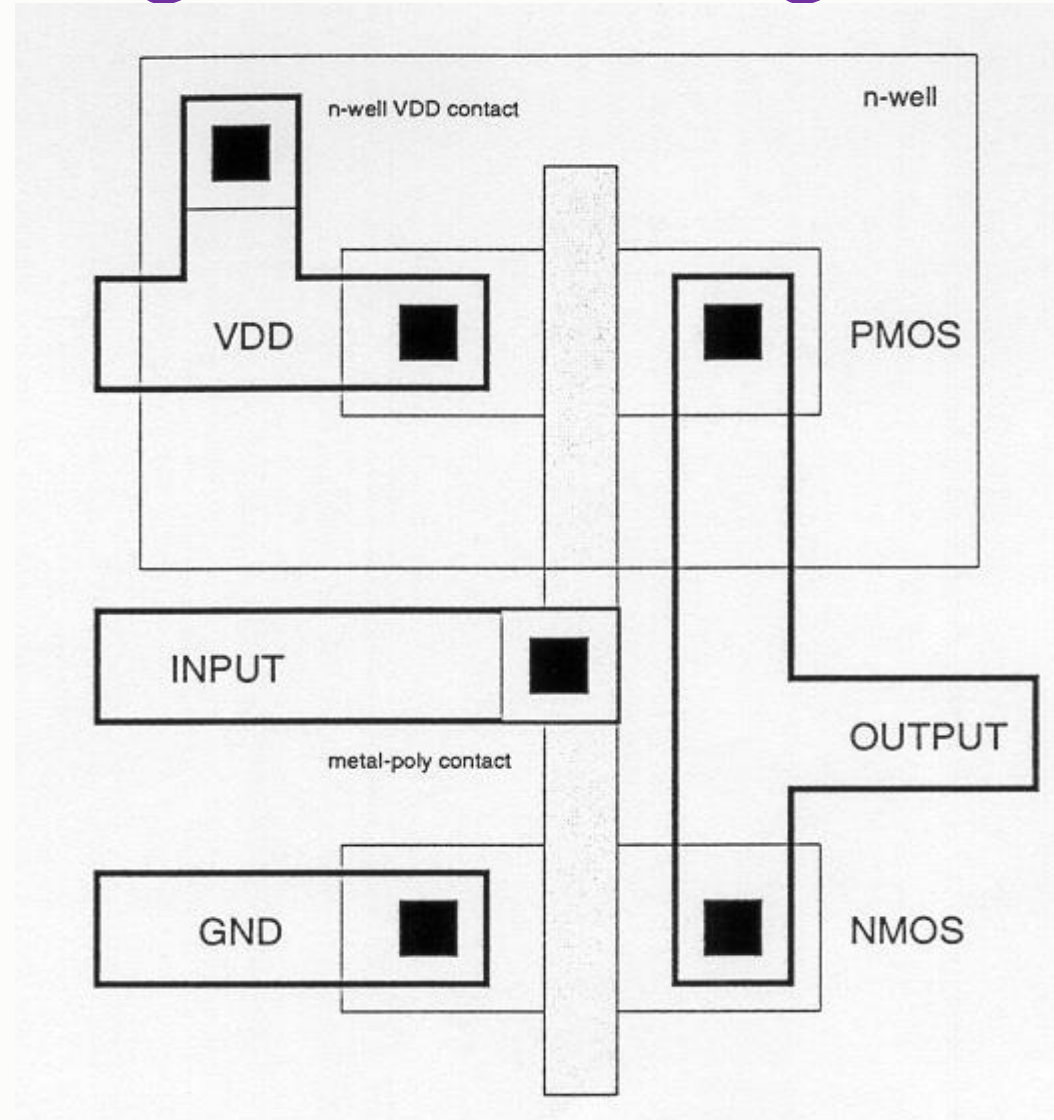 n-well VDD contact
n-well
VDD
PMOS
INPUT
OUTPUT
metal-poly contact
GND
NMOS